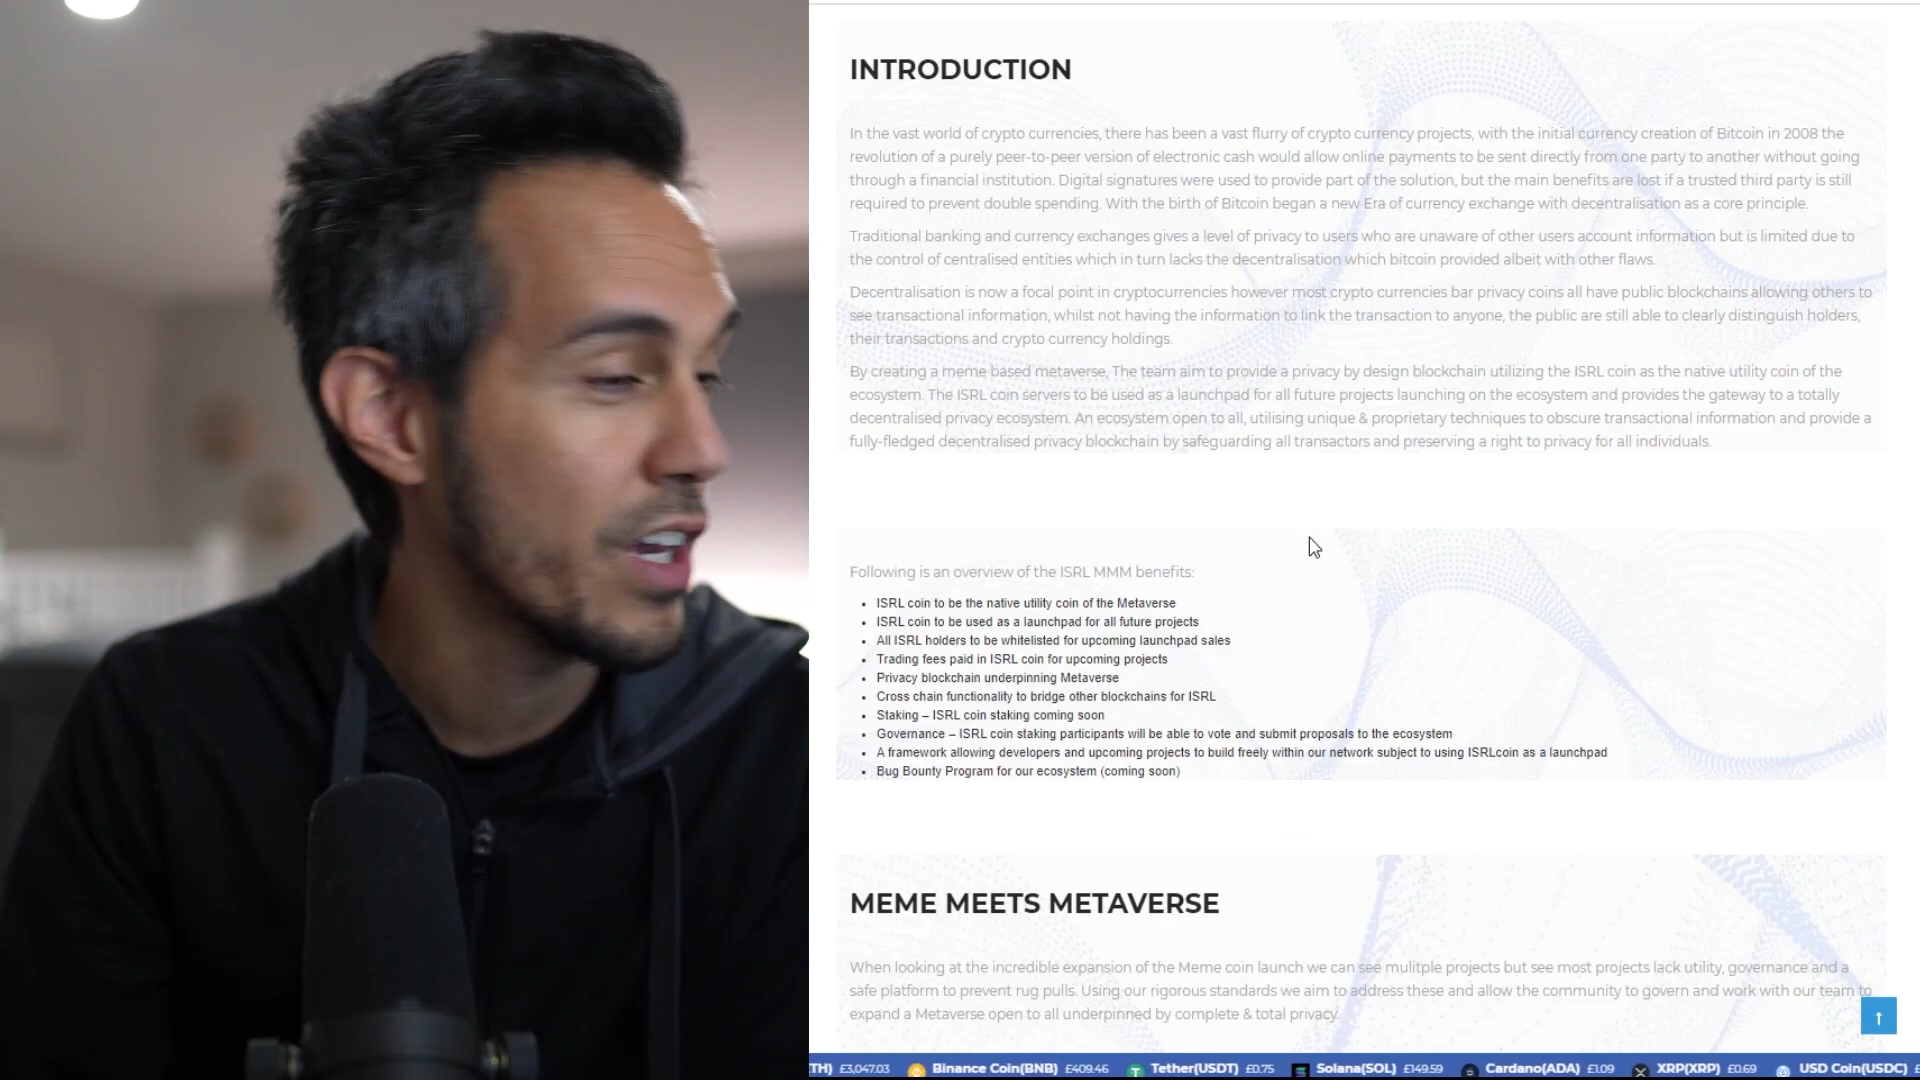 INTRODUCTION
In the vast world of crypto currencies, there has been a vast flurry of crypto currency projects, with the initial currency creation of Bitcoin in 2008 the
revolution of a purely peer-to-peer version of electronic cash would allow online payments to be sent directly from one party to another without going
through a financial institution. Digital signatures were used to provide part of the solution, but the main benefits are lost if a trusted third party is still
required to prevent double spending. With the birth of Bitcoin began a new Era of currency exchange with decentralisation as a core principle.
Traditional banking and currency exchanges gives a level of privacy to users who are unaware of other users account information but is limited due to
the control of centralised entities which in turn lacks the decentralisation which bitcoin provided albeit with other flaws.
Decentralisation is now a focal point in cryptocurrencies however most crypto currencies bar privacy coins all have public blockchains allowing others to
see transactional information, whilst not having the information to link the transaction to anyone, the public are still able to clearly distinguish holders,
their transactions and crypto currency holdings.
By creating a meme based metaverse, The team aim to provide a privacy by design blockchain utilizing the ISRL coin as the native utility coin of the
ecosystem. The ISRL coin servers to be used as a launchpad for all future projects launching on the ecosystem and provides the gateway to a totally
decentralised privacy ecosystem. An ecosystem open to all, utilising unique & proprietary techniques to obscure transactional information and provide a
fully-fledged decentralised privacy blockchain by safeguarding all transactors and preserving a right to privacy for all individuals.
Following is an overview of the ISRL MMM benefits:
• ISRL coin to be the native utility coin of the Metaverse
• ISRL coin to be used as a launchpad for all future projects
• All ISRL holders to be whitelisted for upcoming launchpad sales
• Trading fees paid in ISRL coin for upcoming projects
• Privacy blockchain underpinning Metaverse
• Cross chain functionality to bridge other blockchains for ISRL
• Staking – ISRL coin staking coming soon
• Governance – ISRL coin staking participants will be able to vote and submit proposals to the ecosystem
• A framework allowing developers and upcoming projects to build freely within our network subject to using ISRLcoin as a launchpad
• Bug Bounty Program for our ecosystem (coming soon)
MEME MEETS METAVERSE
When looking at the incredible expansion of the Meme coin launch we can see mulitple projects but see most projects lack utility, governance and a
safe platform to prevent rug pulls. Using our rigorous standards we aim to address these and allow the community to govern and work with our team to
expand a Metaverse open to all underpinned by complete & total privacy.
TH) £3,047.03 Binance Coin(BNB) £409.46 Tether(USDT) £0.75 Solana(SOL) £149.59 Cardano(ADA) £1.09 XRP(XRP) £0.69 USD Coin(USDC) £